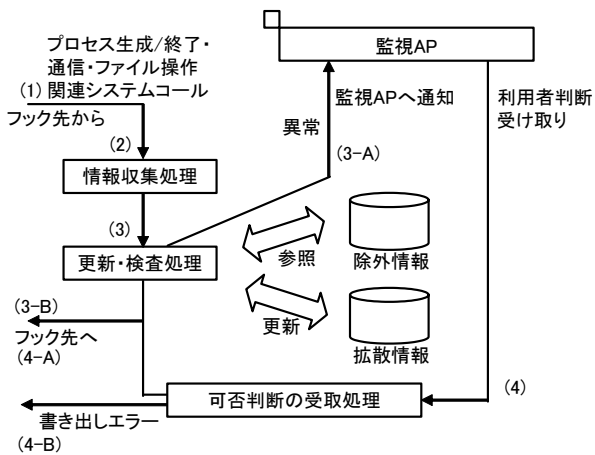 プロセス生成/終了・
通信・ファイル操作
(1) 関連システムコール
フック先から
(2)
情報収集処理
(3)
更新・検査処理
(3-B)
フック先へ
(4-A)
書き出しエラー
(4-B)
監視AP
監視APへ通知
異常
(3-A)
利用者判断
受け取り
参照
除外情報
更新
拡散情報
(4)
可否判断の受取処理